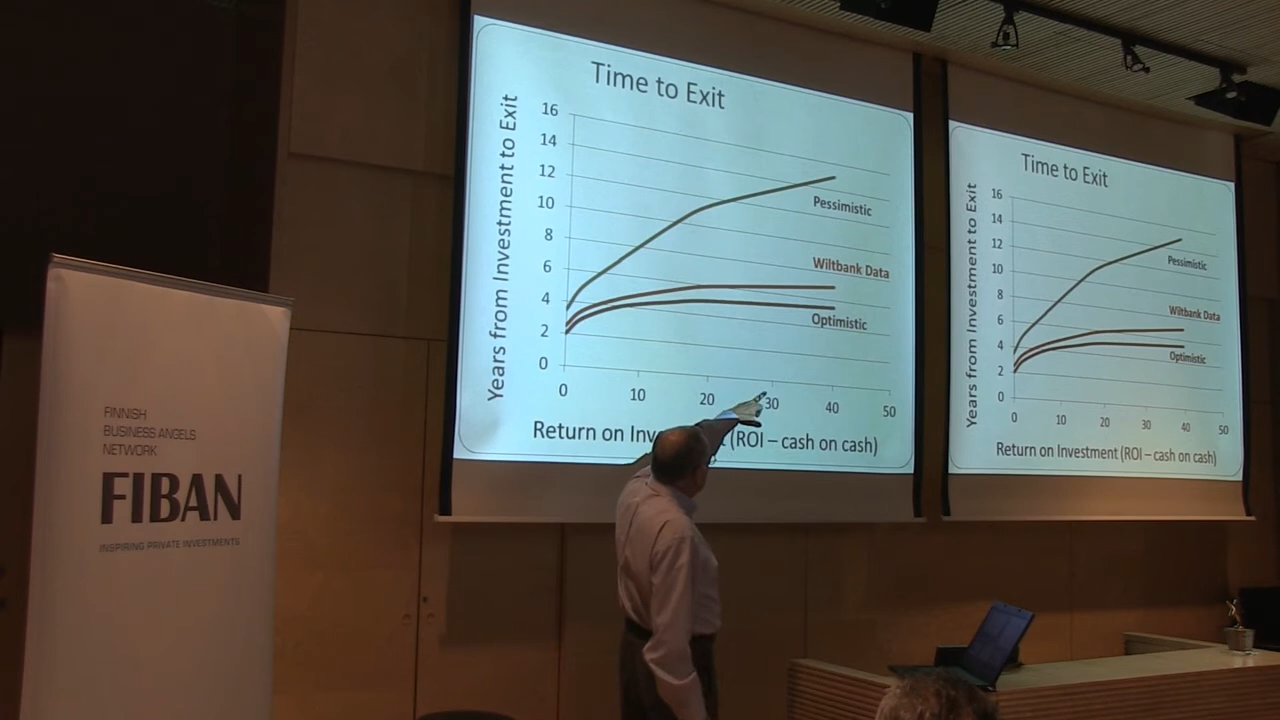 FINNISH
BUSINESS ANGELS
NETWORK
FIBAN
INSPIRING PRIVATE INVESTMENTS
Time to Exit
Years from Investment to Exit
16
14
12
10
8
6
4
2
0
0 10 20 30 40 50
Pessimistic
Wiltbank Data
Optimistic
Return on Inv (ROI – cash on cash)
Time to Exit
Years from Investment to Exit
16
14
12
10
8
6
4
2
0
0 10 20 30 40 50
Pessimistic
Wiltbank Data
Optimistic
Return on Investment (ROI – cash on cash)